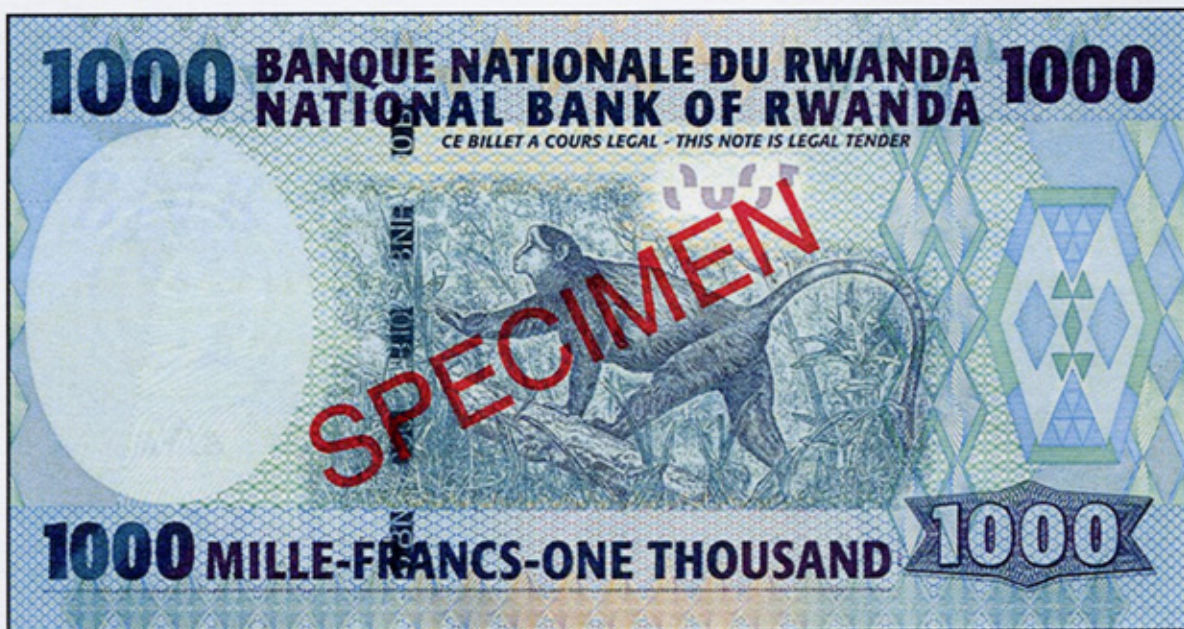 1000 BANQUE NATIONALE DU RWANDA 1000
NATIONAL BANK OF RWANDA
CE BILLET A COURS LEGAL - THIS NOTE IS LEGAL TENDER
SPECIMEN
1000 MILLE-FRANCS-ONE THOUSAND 1000